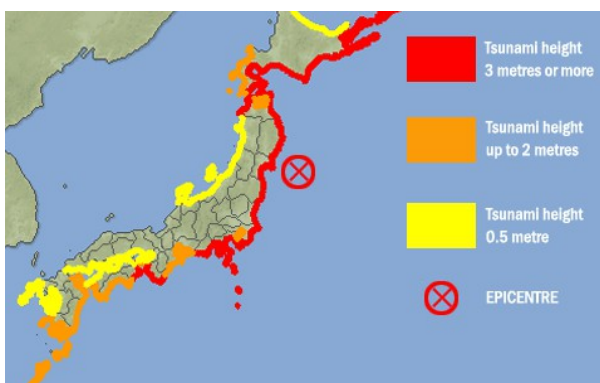 Tsunami height
3 metres or more
Tsunami height
up to 2 metres
Tsunami height
0.5 metre
EPICENTRE